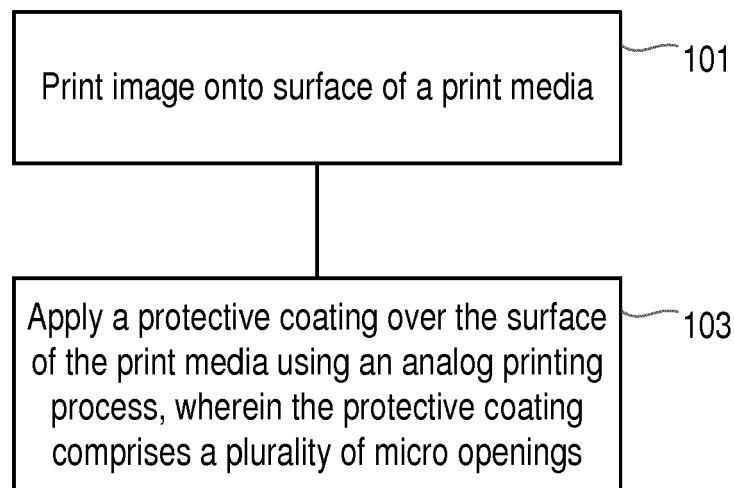 Print image onto surface of a print media
101
Apply a protective coating over the surface
of the print media using an analog printing
process, wherein the protective coating
comprises a plurality of micro openings
103